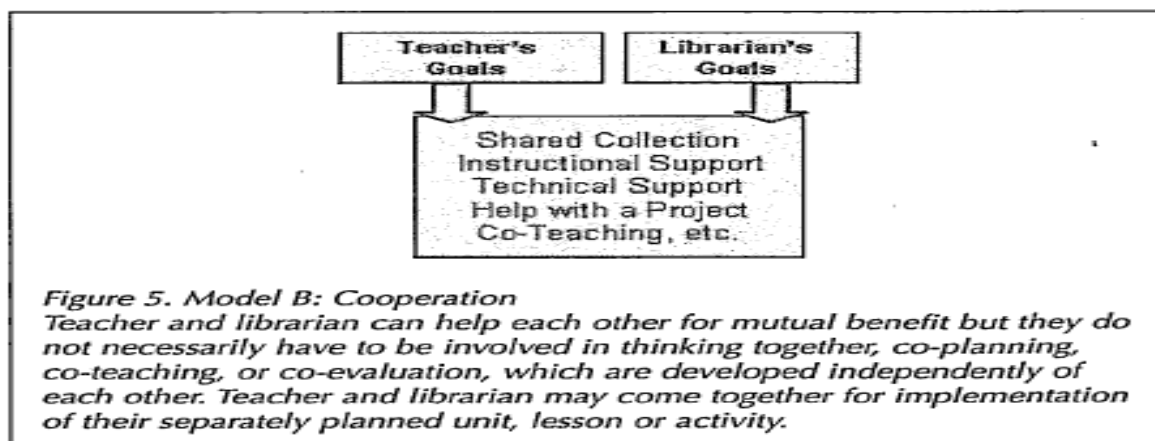 Teacher's Goals
Librarian's Goals
Shared Collection
Instructional Support
Technical Support
Help with a Project
Co-Teaching, etc.
Figure 5. Model B: Cooperation
Teacher and librarian can help each other for mutual benefit but they do
not necessarily have to be involved in thinking together, co-planning,
co-teaching, or co-evaluation, which are developed independently of
each other. Teacher and librarian may come together for implementation
of their separately planned unit, lesson or activity.